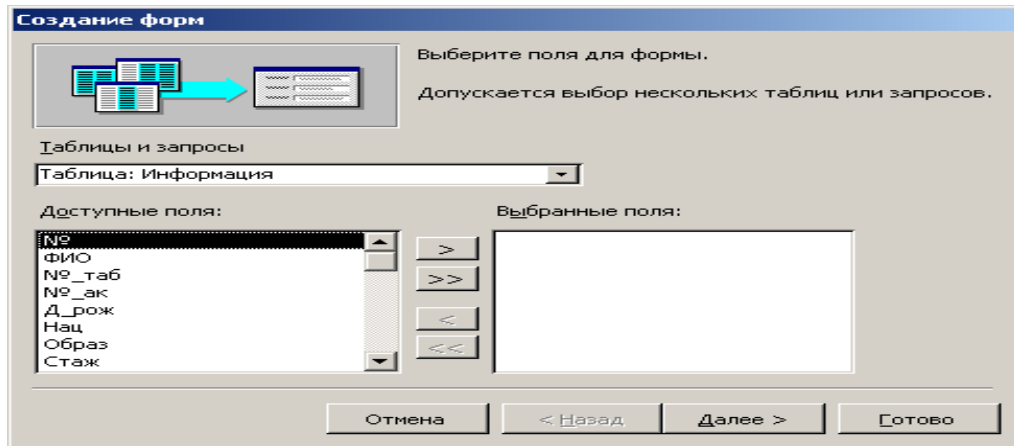 Создание форм
Выберите поля для формы.
Допускается выбор нескольких таблиц или запросов.
Таблицы и запросы
Таблица: Информация
Доступные поля:
Выбранные поля:
№
ФИО
№_таб
№_ак
Д_рож
Нац
Образ
Стаж
>
>>
<
<<
Отмена
< Назад
Далее >
Готово